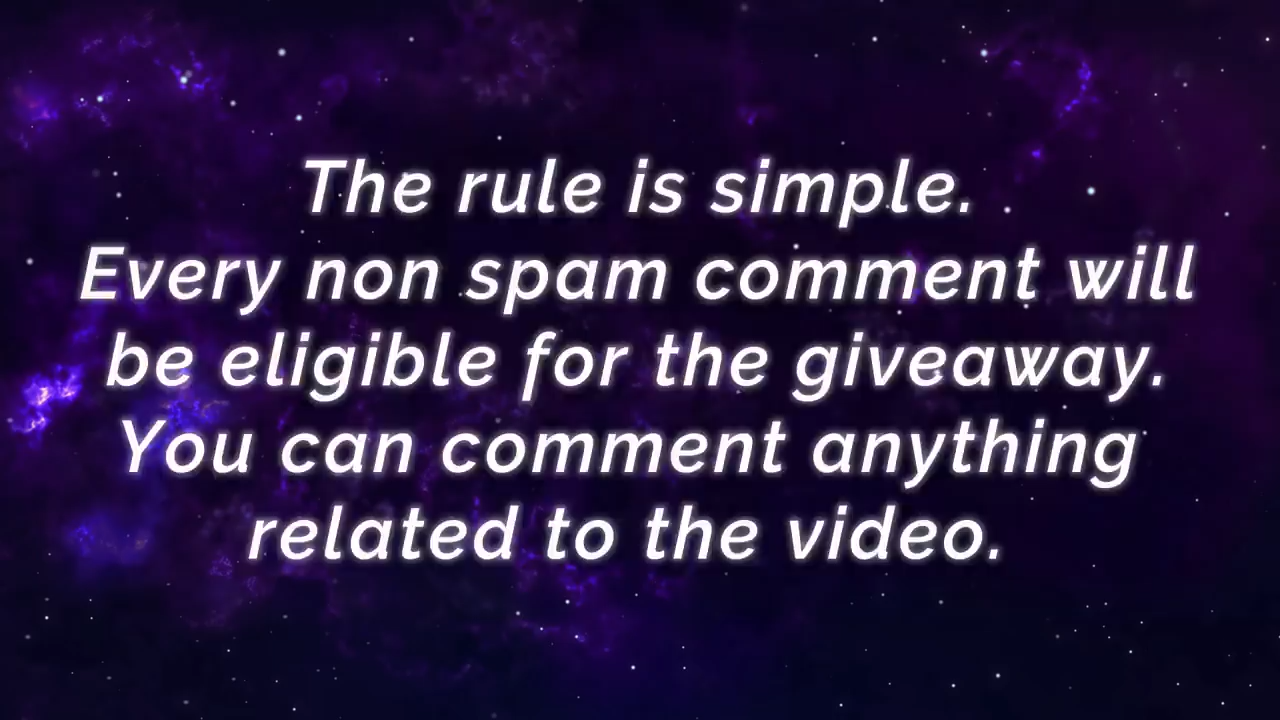 The rule is simple.
Every non spam comment will
be eligible for the giveaway.
You can comment anything
related to the video.